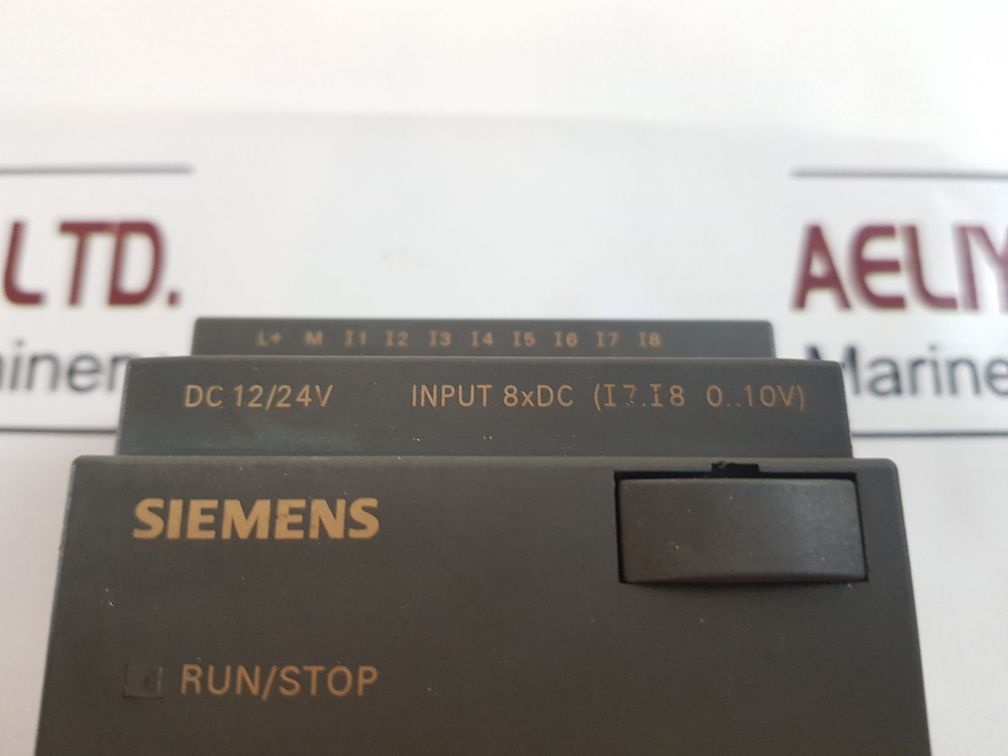 LTD. AELIY
Marine
L+ M I1 I2 I3 I4 I5 I6 I7 I8
DC 12/24V INPUT 8xDC (I7.I8 0..10V)
SIEMENS
RUN/STOP